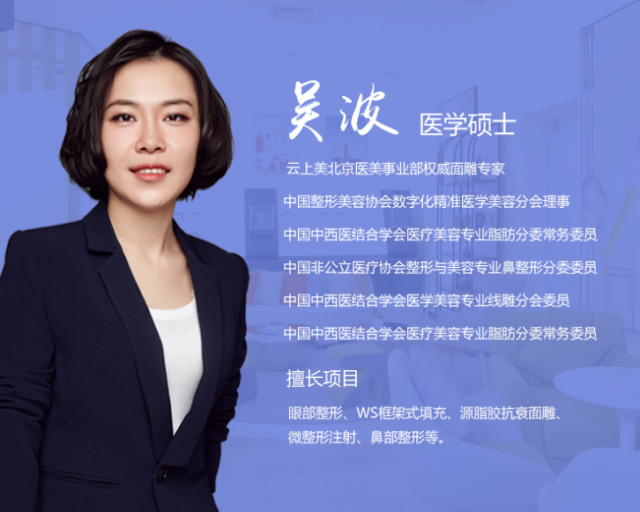 吴波 医学硕士
云上美北京医美事业部权威面雕专家
中国整形美容协会数字化精准医学美容分会理事
中国中西医结合学会医疗美容专业脂肪分委常务委员
中国非公立医疗协会整形与美容专业鼻整形分委委员
中国中西医结合学会医学美容专业线雕分会委员
中国中西医结合学会医疗美容专业脂肪分委常务委员
擅长项目
眼部整形、WS框架式填充、源脂胶抗衰面雕、
微整形注射、鼻部整形等。